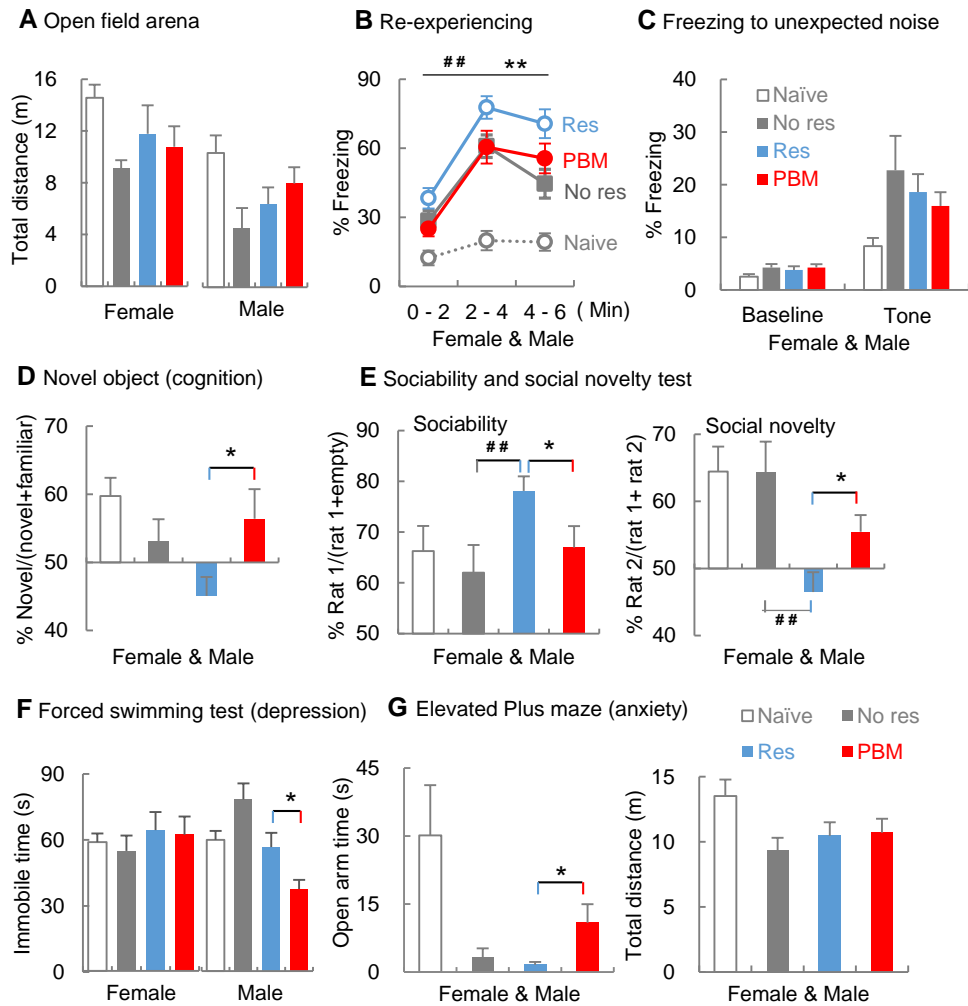 A Open field arena
16
12
8
4
0
Total distance (m)
Female Male
B Re-experiencing
## **
90
60
30
0
% Freezing
Res
PBM
No res
Naive
0 - 2 2 - 4 4 - 6 ( Min)
Female & Male
C Freezing to unexpected noise
40
30
20
10
0
% Freezing
Naïve
No res
Res
PBM
Baseline Tone
Female & Male
D Novel object (cognition)
70
60
50
40
% Novel/(novel+familiar)
*
Female & Male
E Sociability and social novelty test
Sociability
90
80
70
60
50
% Rat 1/(rat 1+empty)
## *
Female & Male
Social novelty
70
60
50
40
% Rat 2/(rat 1+ rat 2)
*
##
Female & Male
F Forced swimming test (depression)
90
60
30
0
Immobile time (s)
*
Female Male
G Elevated Plus maze (anxiety)
45
30
15
0
Open arm time (s)
*
Female & Male
Naïve No res
Res PBM
15
10
5
0
Total distance (m)
Female & Male